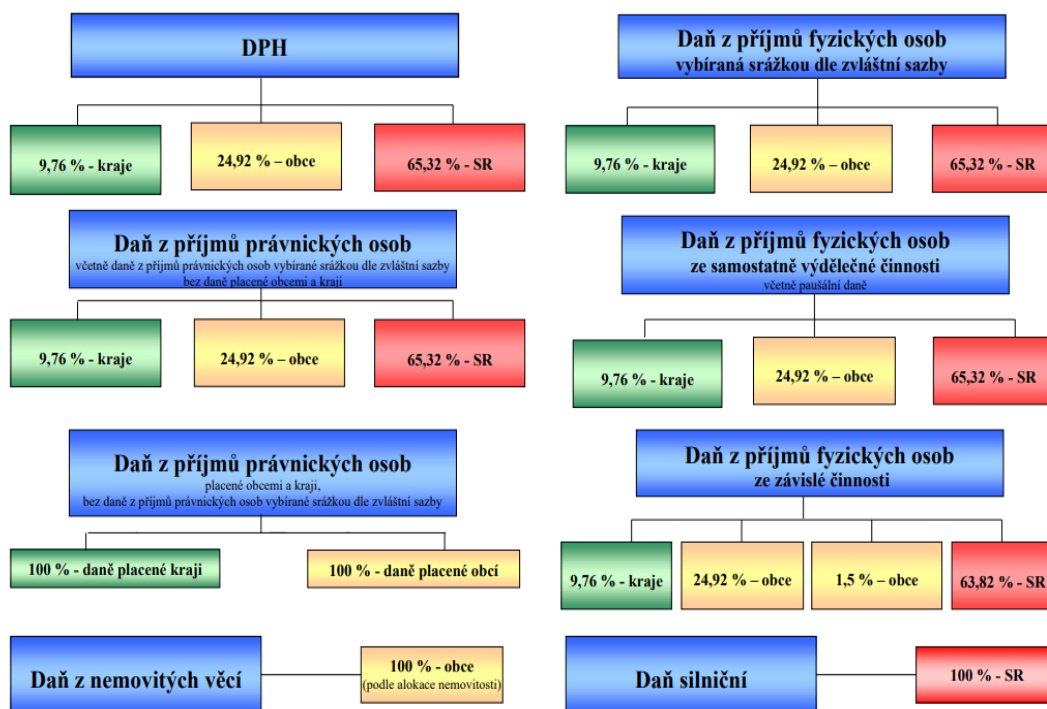 DPH
9,76 % - kraje
24,92 % – obce
65,32 % - SR
Daň z příjmů fyzických osob
vybíraná srážkou dle zvláštní sazby
9,76 % - kraje
24,92 % – obce
65,32 % - SR
Daň z příjmů právnických osob
včetně daně z příjmů právnických osob vybírané srážkou dle zvláštní sazby
bez daně placené obcemi a kraji
9,76 % - kraje
24,92 % – obce
65,32 % - SR
Daň z příjmů fyzických osob
ze samostatně výdělečné činnosti
včetně paušální daně
9,76 % - kraje
24,92 % – obce
65,32 % - SR
Daň z příjmů právnických osob
placené obcemi a kraji,
bez daně z příjmů právnických osob vybírané srážkou dle zvláštní sazby
100 % - daně placené kraji
100 % - daně placené obcí
Daň z příjmů fyzických osob
ze závislé činnosti
9,76 % - kraje
24,92 % – obce
1,5 % – obce
63,82 % - SR
Daň z nemovitých věcí
100 % - obce
(podle alokace nemovitosti)
Daň silniční
100 % - SR